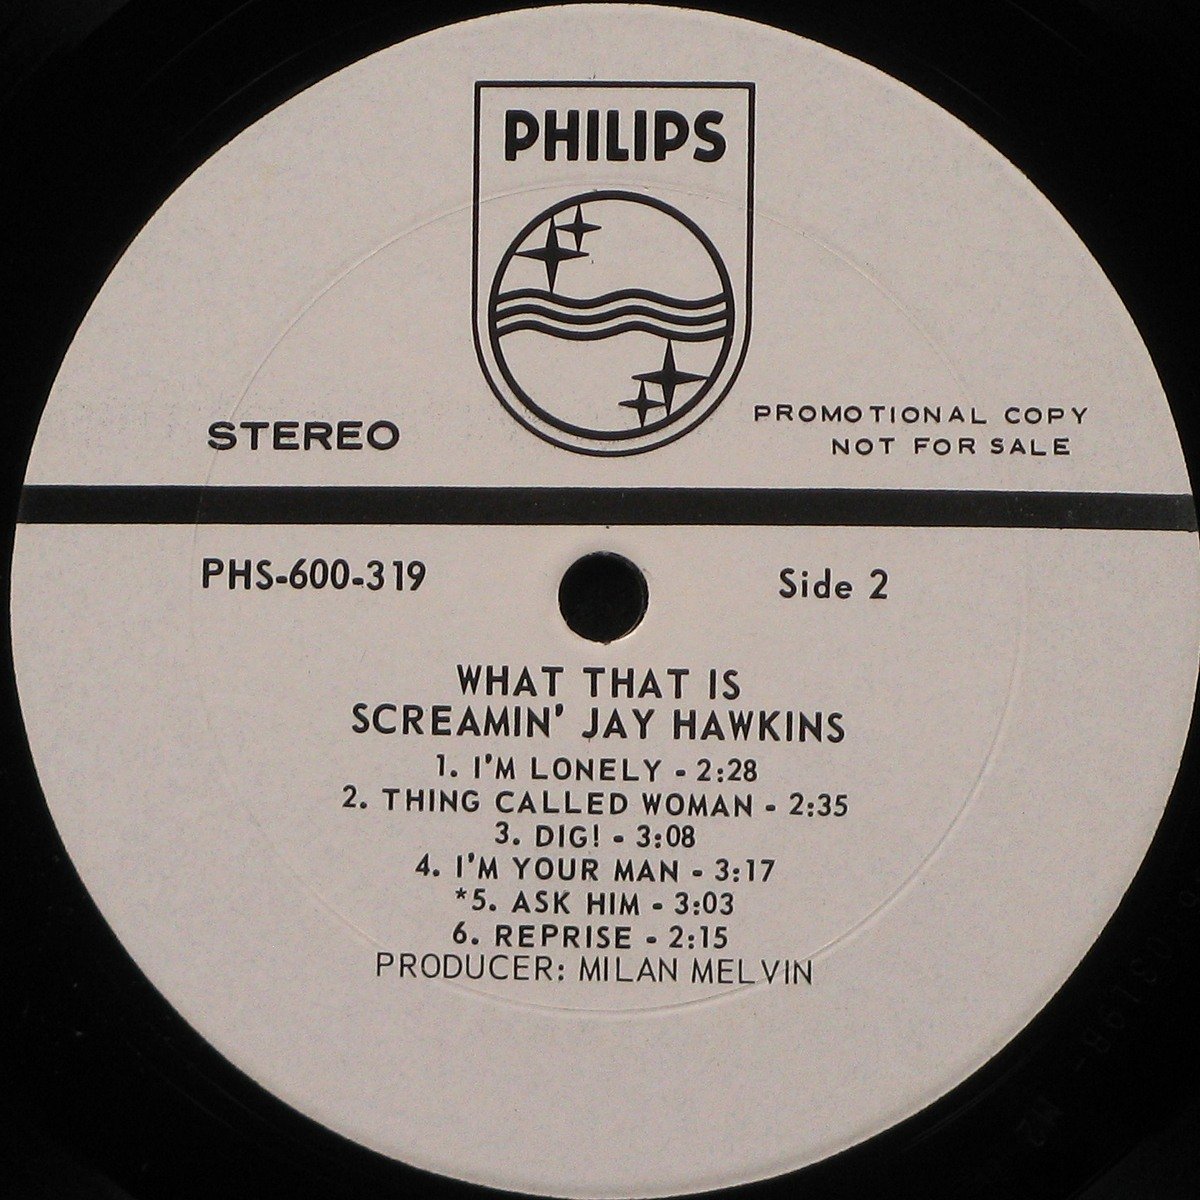 PHILIPS
STEREO
PROMOTIONAL COPY
NOT FOR SALE
PHS-600-319
Side 2
WHAT THAT IS
SCREAMIN' JAY HAWKINS
1. I'M LONELY - 2:28
2. THING CALLED WOMAN - 2:35
3. DIG! - 3:08
4. I'M YOUR MAN - 3:17
*5. ASK HIM - 3:03
6. REPRISE - 2:15
PRODUCER: MILAN MELVIN